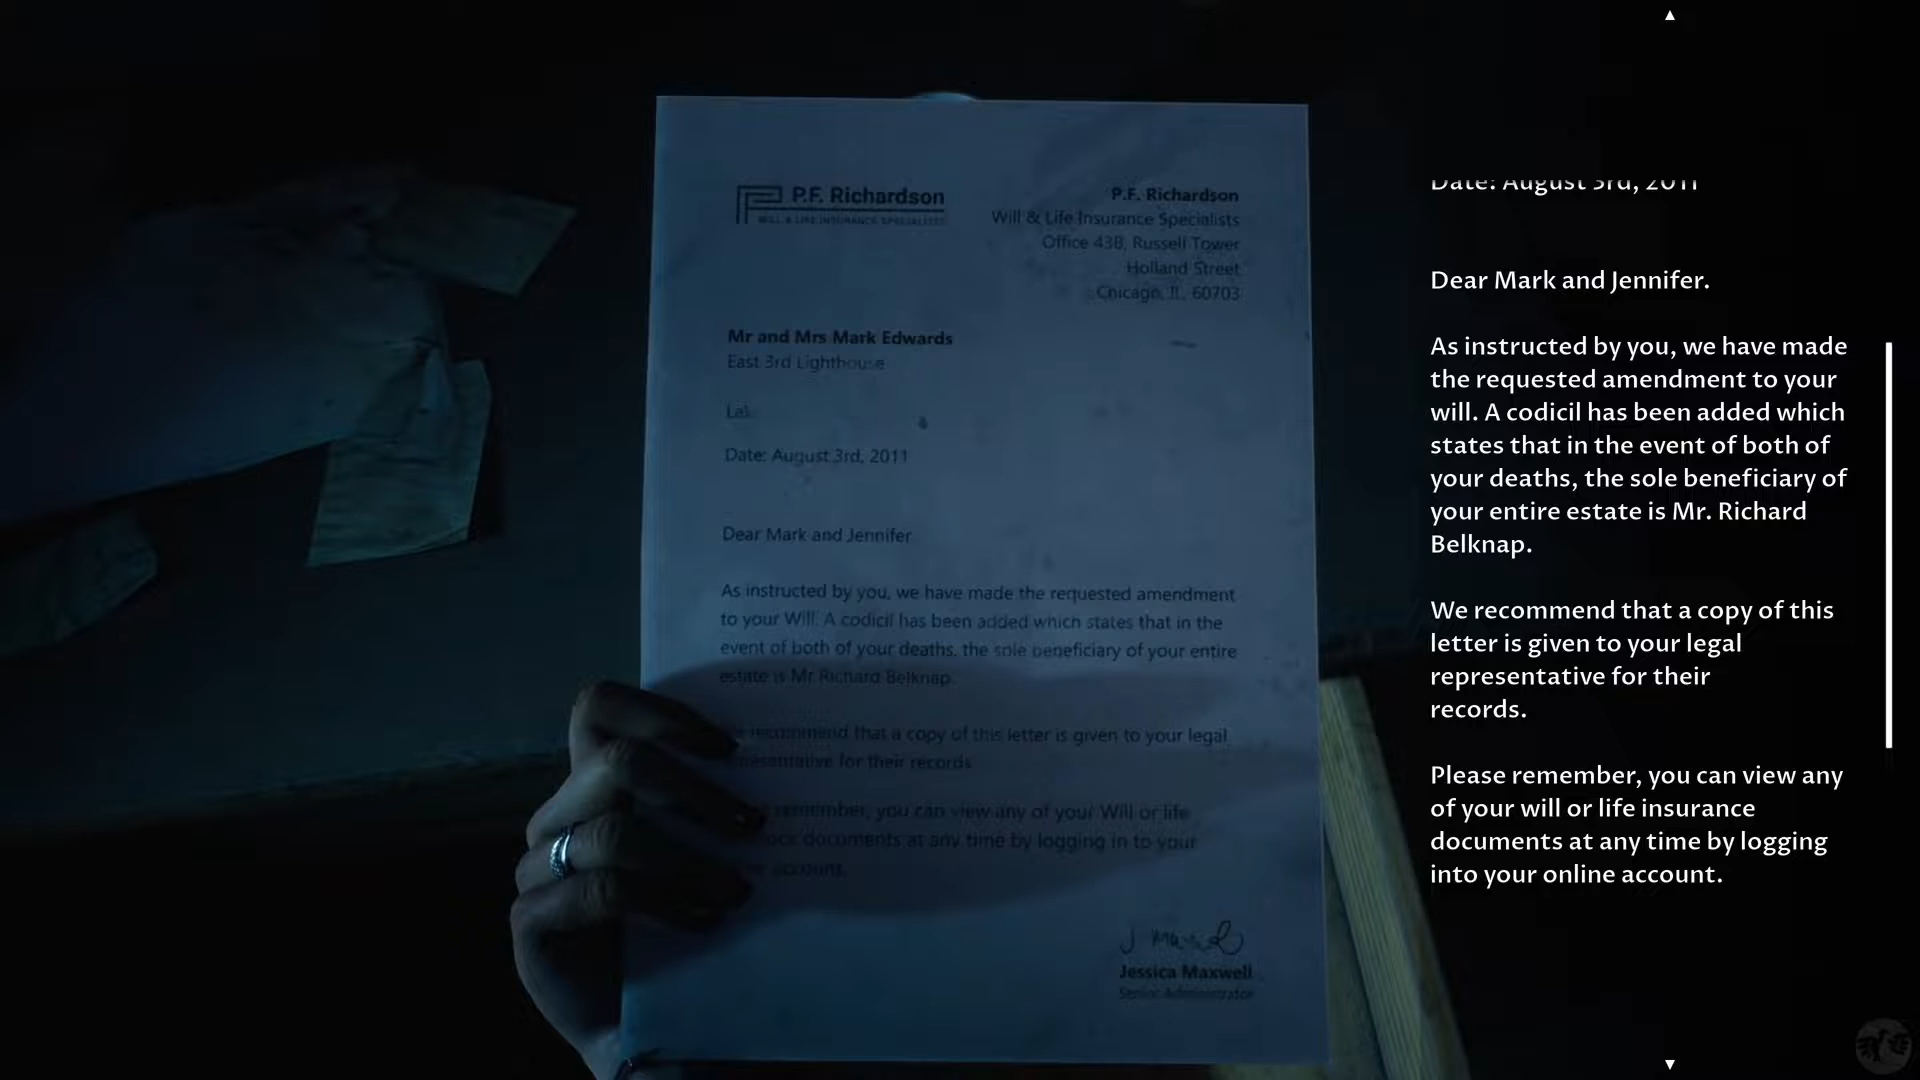 P.F. Richardson
WILL & LIFE INSURANCE SPECIALISTS
P.F. Richardson
Will & Life Insurance Specialists
Office 43B, Russell Tower
Holland Street
Chicago, IL, 60703
Mr and Mrs Mark Edwards
East 3rd Lighthouse
Date: August 3rd, 2011
Dear Mark and Jennifer
As instructed by you, we have made the requested amendment
to your Will. A codicil has been added which states that in the
event of both of your deaths, the sole beneficiary of your entire
estate is Mr Richard Belknap.
recommend that a copy of this letter is given to your legal
for their records
remember, you can view any of your Will or life
documents at any time by logging in to your
account.
Jessica Maxwell
Senior Administrator
Date: August 3rd, 2011
Dear Mark and Jennifer.
As instructed by you, we have made
the requested amendment to your
will. A codicil has been added which
states that in the event of both of
your deaths, the sole beneficiary of
your entire estate is Mr. Richard
Belknap.
We recommend that a copy of this
letter is given to your legal
representative for their
records.
Please remember, you can view any
of your will or life insurance
documents at any time by logging
into your online account.